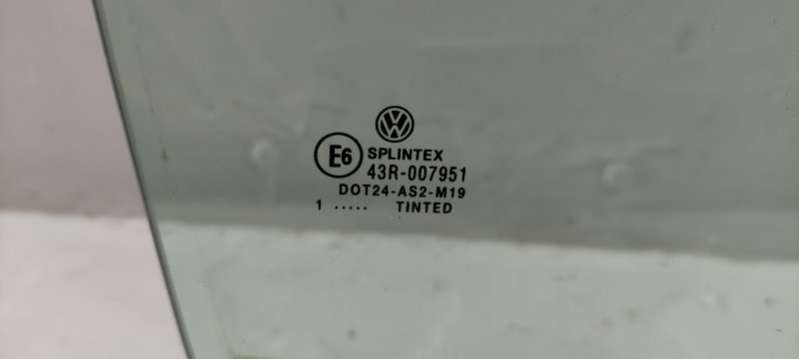 E6 SPLINTEX
43R-007951
DOT24-AS2-M19
1 ..... TINTED